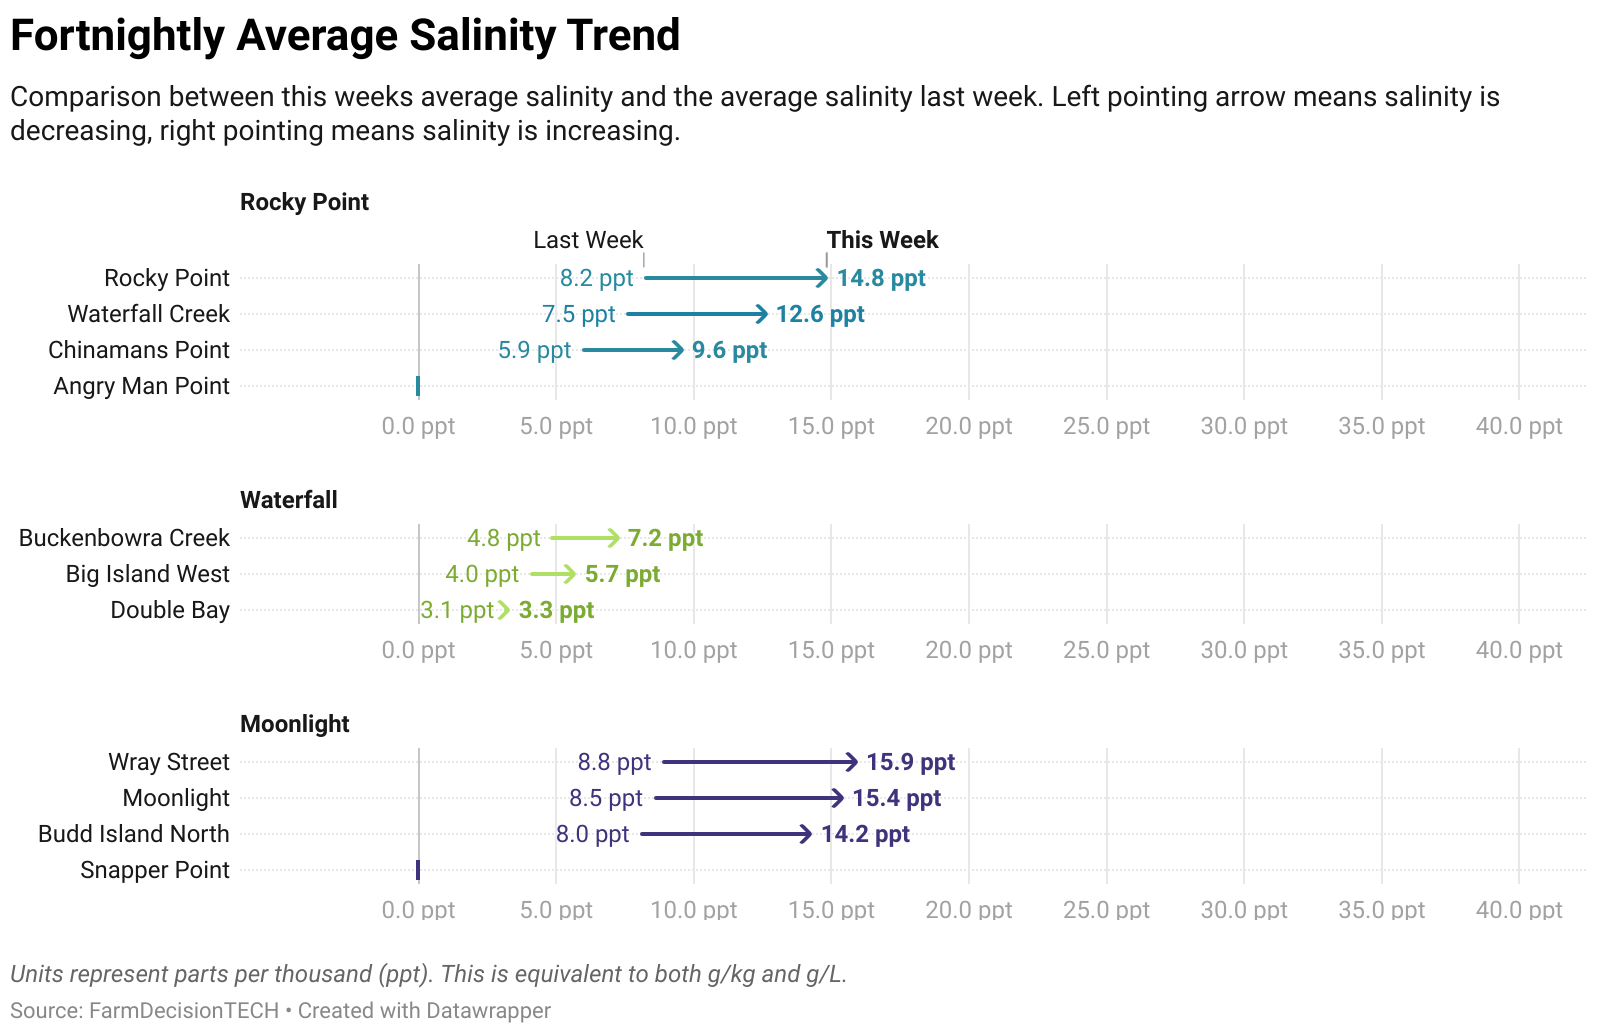 Fortnightly Average Salinity Trend
Comparison between this weeks average salinity and the average salinity last week. Left pointing arrow means salinity is
decreasing, right pointing means salinity is increasing.
Rocky Point
Last Week This Week
Rocky Point 8.2 ppt 14.8 ppt
Waterfall Creek 7.5 ppt 12.6 ppt
Chinamans Point 5.9 ppt 9.6 ppt
Angry Man Point
0.0 ppt 5.0 ppt 10.0 ppt 15.0 ppt 20.0 ppt 25.0 ppt 30.0 ppt 35.0 ppt 40.0 ppt
Waterfall
Buckenbowra Creek 4.8 ppt 7.2 ppt
Big Island West 4.0 ppt 5.7 ppt
Double Bay 3.1 ppt 3.3 ppt
0.0 ppt 5.0 ppt 10.0 ppt 15.0 ppt 20.0 ppt 25.0 ppt 30.0 ppt 35.0 ppt 40.0 ppt
Moonlight
Wray Street 8.8 ppt 15.9 ppt
Moonlight 8.5 ppt 15.4 ppt
Budd Island North 8.0 ppt 14.2 ppt
Snapper Point
0.0 ppt 5.0 ppt 10.0 ppt 15.0 ppt 20.0 ppt 25.0 ppt 30.0 ppt 35.0 ppt 40.0 ppt
Units represent parts per thousand (ppt). This is equivalent to both g/kg and g/L.
Source: FarmDecisionTECH • Created with Datawrapper